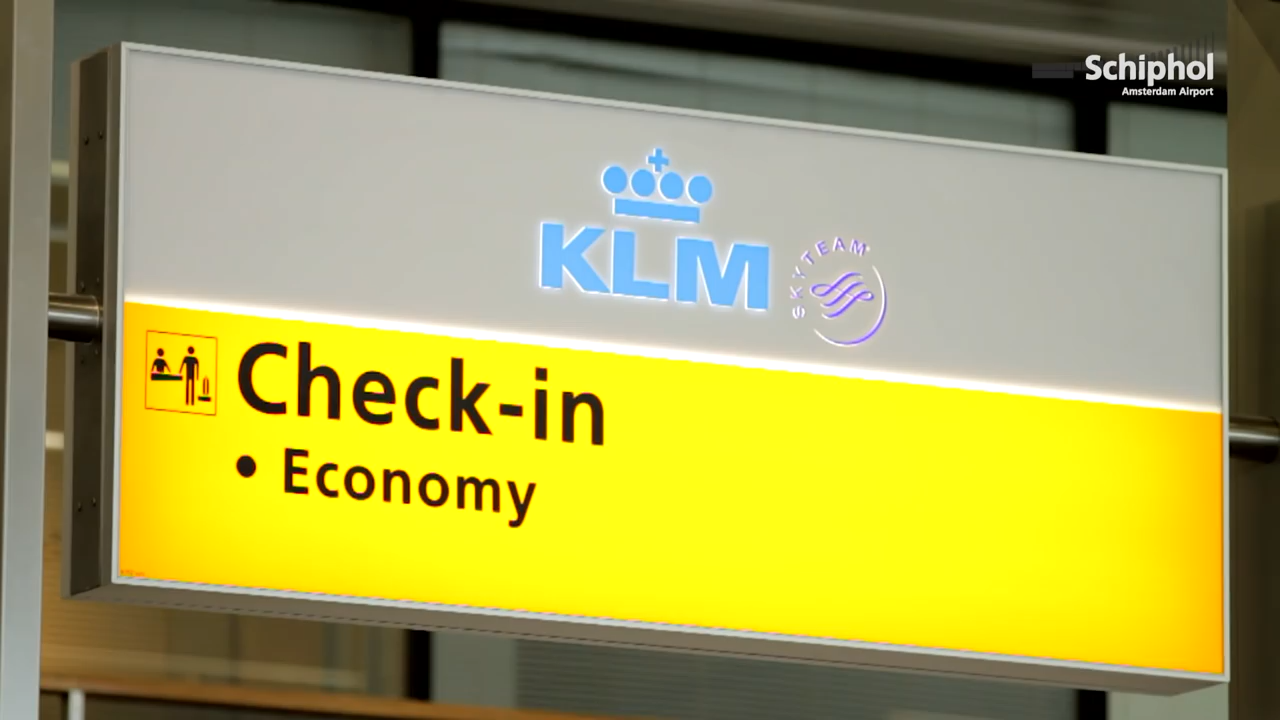 Schiphol
Amsterdam Airport
KLM
SKYTEAM
Check-in
• Economy